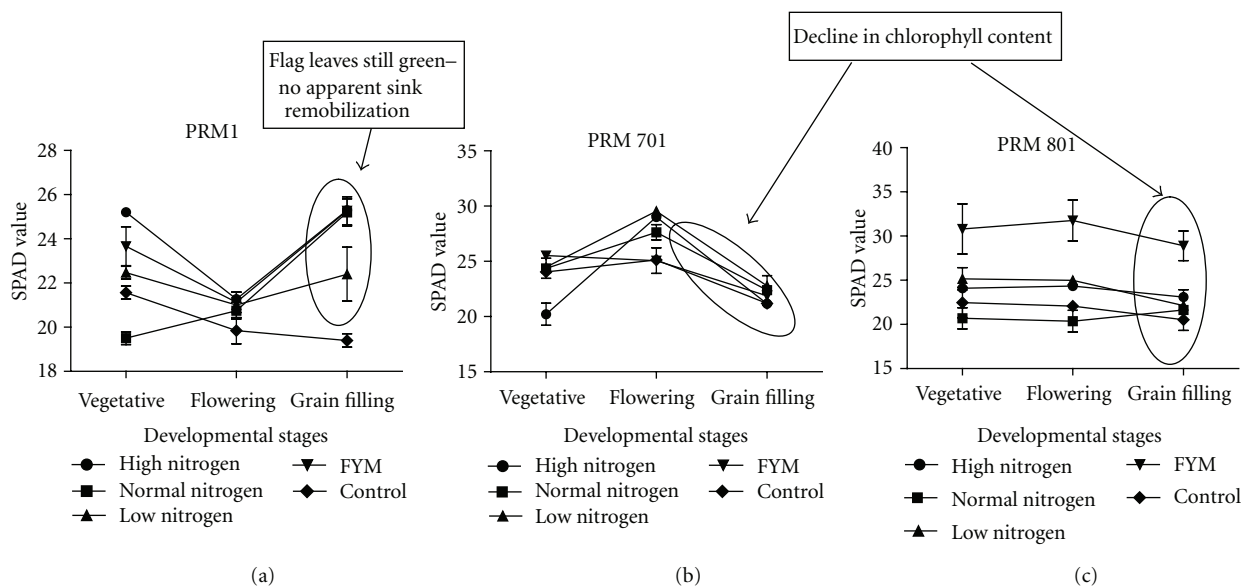 Flag leaves still green–
no apparent sink
remobilization
Decline in chlorophyll content
PRM1
28
26
24
22
20
18
SPAD value
Vegetative Flowering Grain filling
Developmental stages
High nitrogen
Normal nitrogen
Low nitrogen
FYM
Control
(a)
PRM 701
35
30
25
20
15
SPAD value
Vegetative Flowering Grain filling
Developmental stages
High nitrogen
Normal nitrogen
Low nitrogen
FYM
Control
(b)
PRM 801
40
35
30
25
20
15
SPAD value
Vegetative Flowering Grain filling
Developmental stages
High nitrogen
Normal nitrogen
Low nitrogen
FYM
Control
(c)